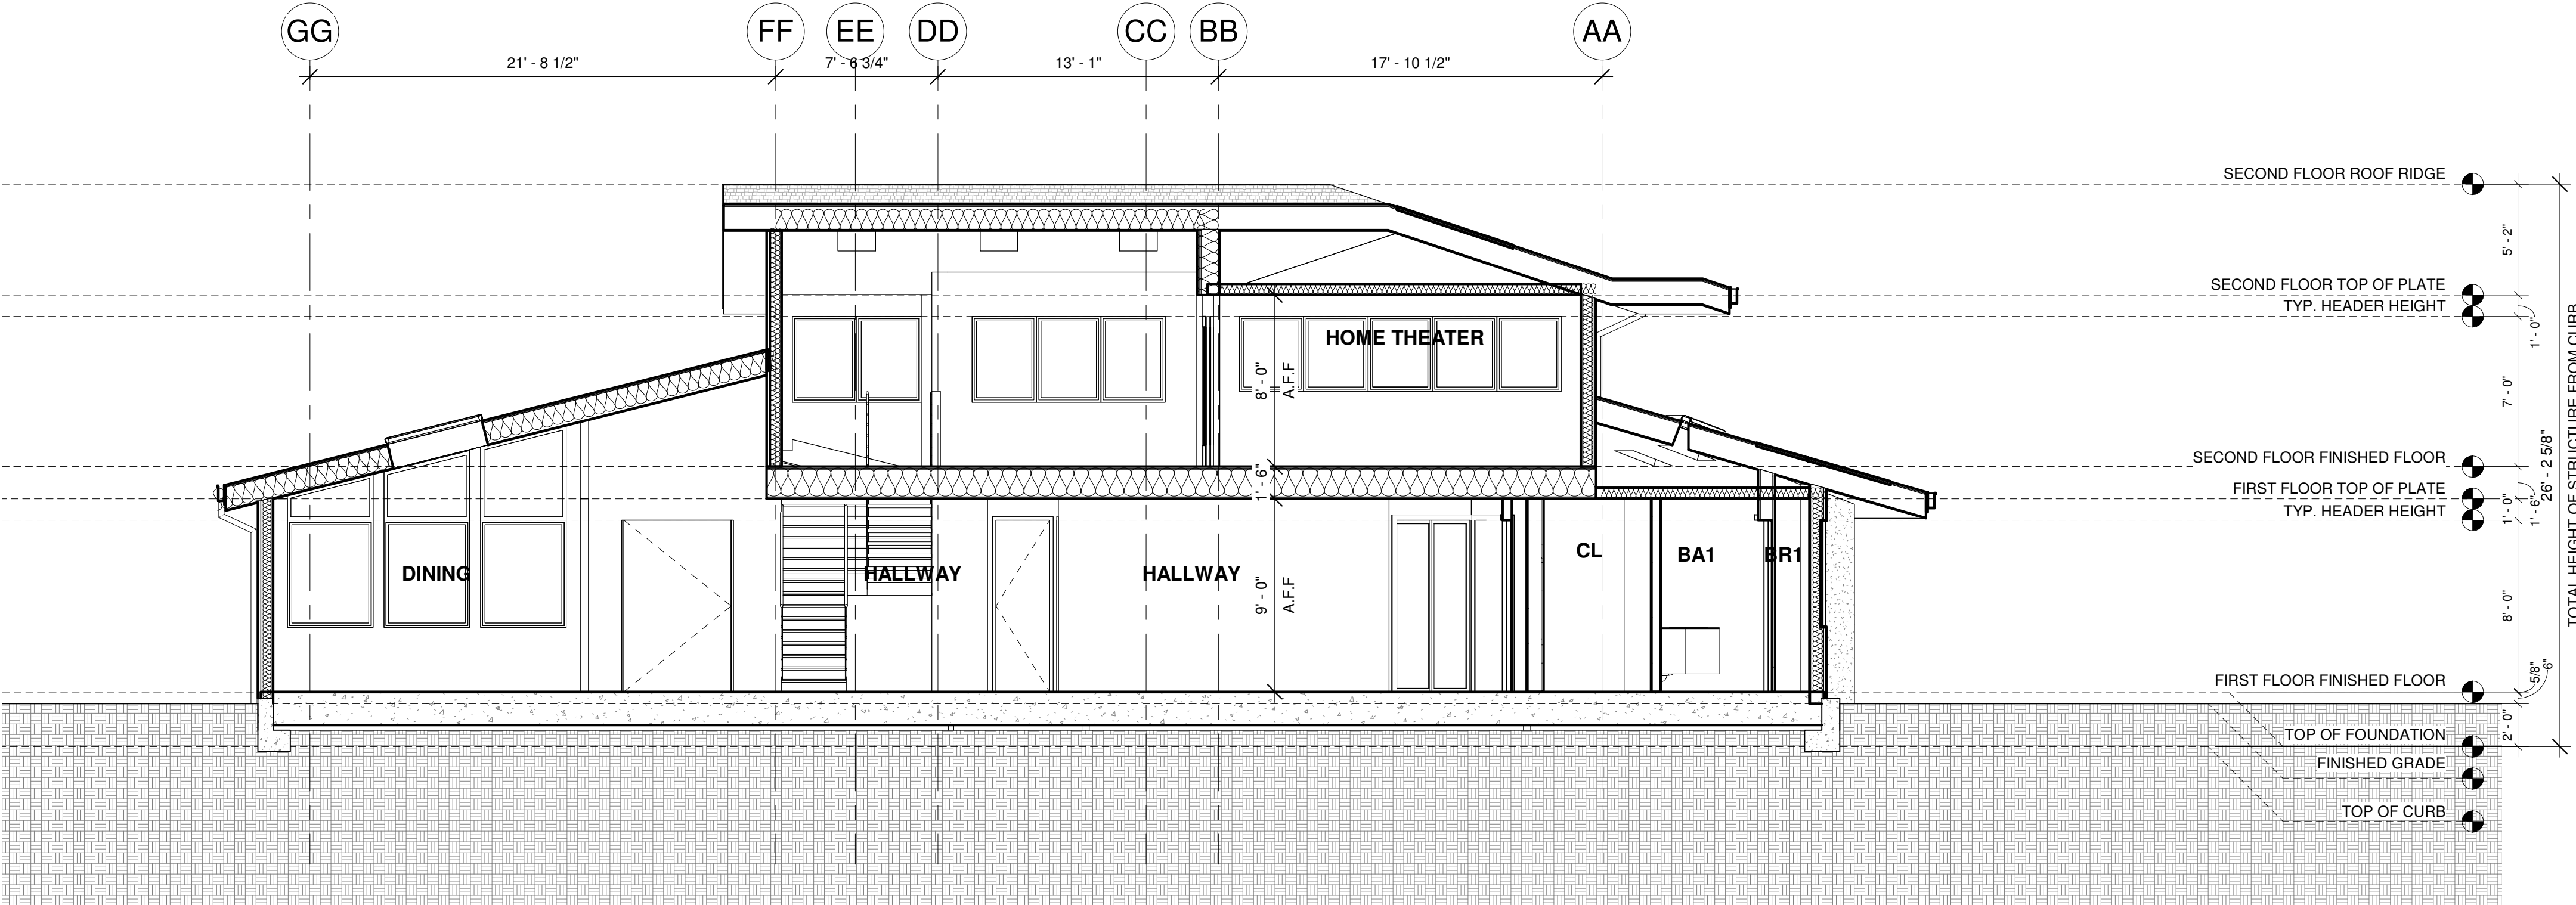 GG
FF
EE
DD
CC
BB
AA
21' - 8 1/2"
7' - 6 3/4"
13' - 1"
17' - 10 1/2"
SECOND FLOOR ROOF RIDGE
5' - 2"
SECOND FLOOR TOP OF PLATE
TYP. HEADER HEIGHT
1' - 0"
HOME THEATER
8' - 0"
A.F.F
7' - 0"
SECOND FLOOR FINISHED FLOOR
1' - 6"
FIRST FLOOR TOP OF PLATE
1' - 0"
1' - 6"
26' - 2 5/8"
TOTAL HEIGHT OF STRUCTURE FROM CURB
TYP. HEADER HEIGHT
DINING
HALLWAY
HALLWAY
CL
BA1
BR1
9' - 0"
A.F.F
8' - 0"
FIRST FLOOR FINISHED FLOOR
5/8"
6"
2' - 0"
TOP OF FOUNDATION
FINISHED GRADE
TOP OF CURB